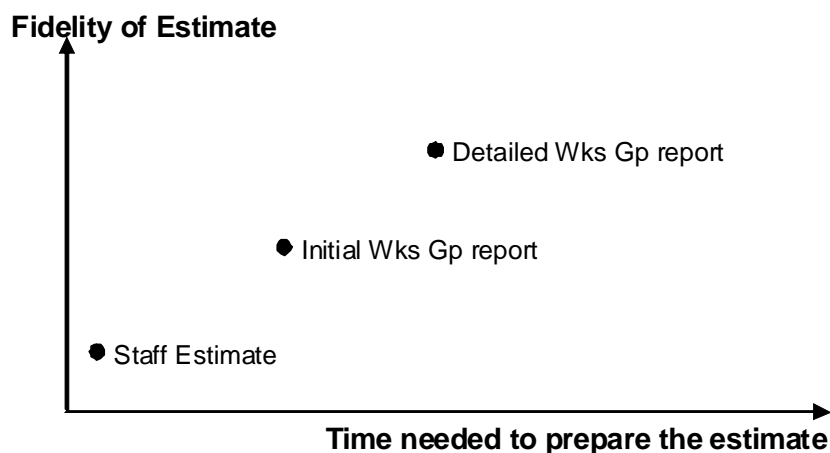 Fidelity of Estimate
Detailed Wks Gp report
Initial Wks Gp report
Staff Estimate
Time needed to prepare the estimate